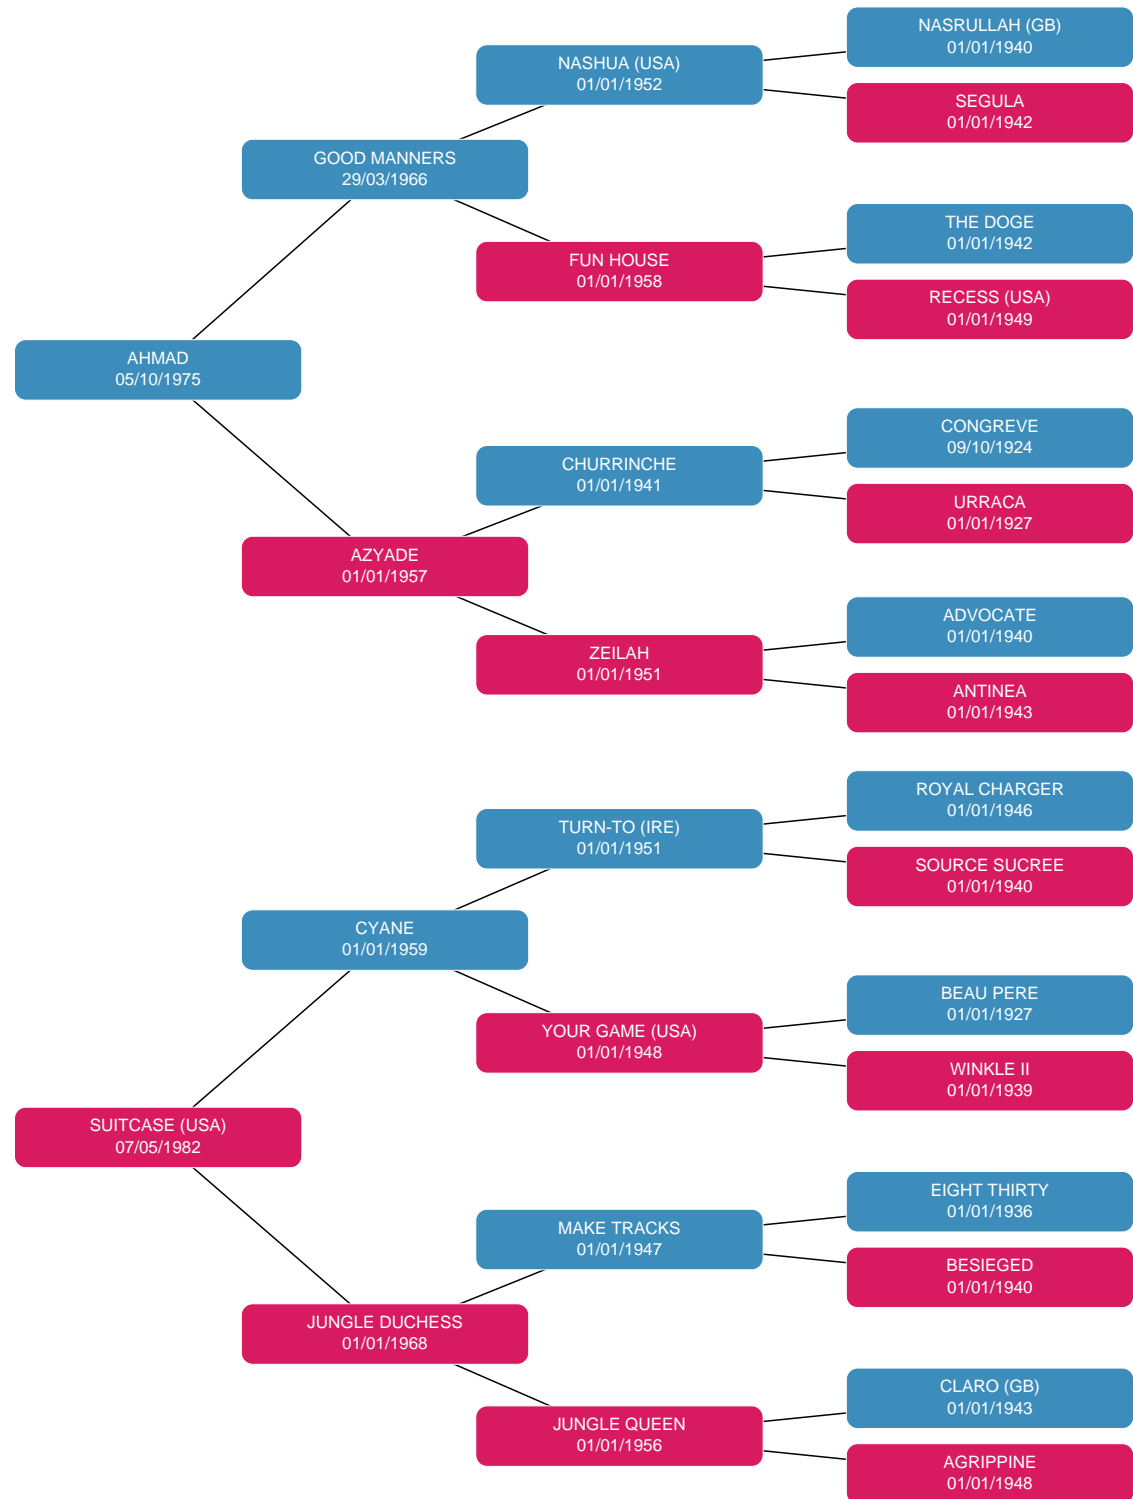 NASRULLAH (GB)
01/01/1940
NASHUA (USA)
01/01/1952
SEGULA
01/01/1942
GOOD MANNERS
29/03/1966
THE DOGE
01/01/1942
FUN HOUSE
01/01/1958
RECESS (USA)
01/01/1949
AHMAD
05/10/1975
CONGREVE
09/10/1924
CHURRINCHE
01/01/1941
URRACA
01/01/1927
AZYADE
01/01/1957
ADVOCATE
01/01/1940
ZEILAH
01/01/1951
ANTINEA
01/01/1943
ROYAL CHARGER
01/01/1946
TURN-TO (IRE)
01/01/1951
SOURCE SUCREE
01/01/1940
CYANE
01/01/1959
BEAU PERE
01/01/1927
YOUR GAME (USA)
01/01/1948
WINKLE II
01/01/1939
SUITCASE (USA)
07/05/1982
EIGHT THIRTY
01/01/1936
MAKE TRACKS
01/01/1947
BESIEGED
01/01/1940
JUNGLE DUCHESS
01/01/1968
CLARO (GB)
01/01/1943
JUNGLE QUEEN
01/01/1956
AGRIPPINE
01/01/1948